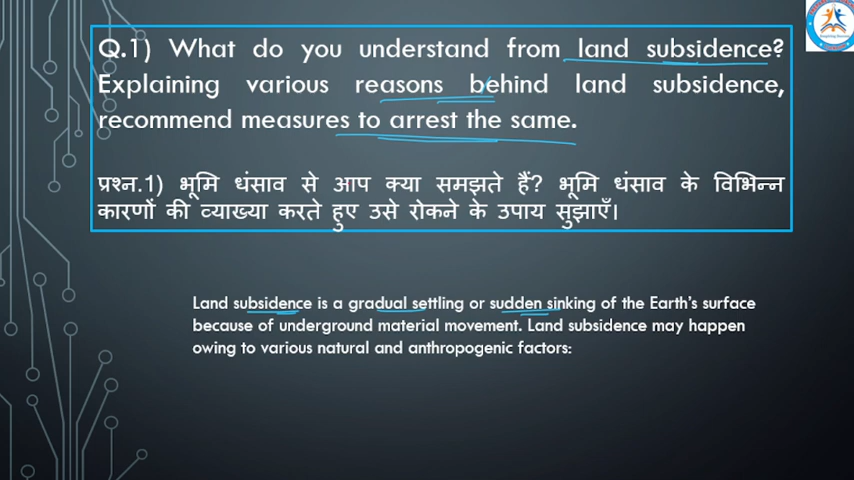 Q.1) What do you understand from land subsidence?
Explaining various reasons behind land subsidence,
recommend measures to arrest the same.
प्रश्न.1) भूमि धंसाव से आप क्या समझते हैं? भूमि धंसाव के विभिन्न
कारणों की व्याख्या करते हुए उसे रोकने के उपाय सुझाएँ।
Land subsidence is a gradual settling or sudden sinking of the Earth's surface
because of underground material movement. Land subsidence may happen
owing to various natural and anthropogenic factors: